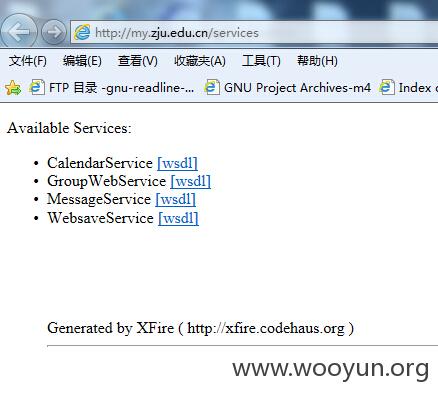 http://my.zju.edu.cn/services
文件(F) 编辑(E) 查看(V) 收藏夹(A) 工具(T) 帮助(H)
FTP 目录 -gnu-readline-... GNU Project Archives-m4 Index o
Available Services:
• CalendarService [wsdl]
• GroupWebService [wsdl]
• MessageService [wsdl]
• WebsaveService [wsdl]
Generated by XFire ( http://xfire.codehaus.org )
www.wooyun.org